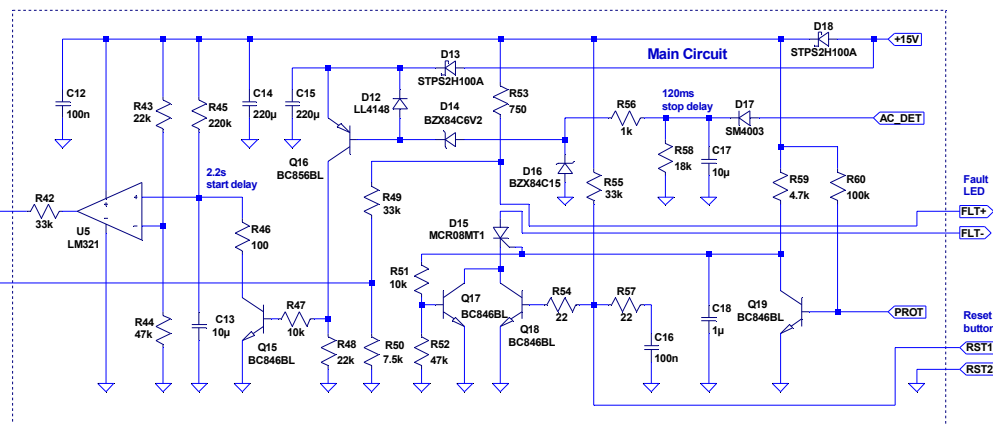 D18
+15V
STPS2H100A
Main Circuit
D13
STPS2H100A
C12
100n
R43
22k
R45
220k
C14
220µ
C15
220µ
D12
LL4148
D14
BZX84C6V2
R53
750
R56
1k
120ms
stop delay
D17
SM4003
AC_DET
Q16
BC856BL
D16
BZX84C15
R55
33k
R58
18k
C17
10µ
R59
4.7k
R60
100k
Fault
LED
2.2s
start delay
R49
33k
R42
33k
U5
LM321
R46
100
D15
MCR08MT1
FLT+
FLT-
R51
10k
Q17
BC846BL
R54
22
R57
22
C18
1µ
Q19
BC846BL
PROT
R44
47k
C13
10µ
R47
10k
Q15
BC846BL
R48
22k
R50
7.5k
R52
47k
Q18
BC846BL
C16
100n
Reset
button
RST1
RST2